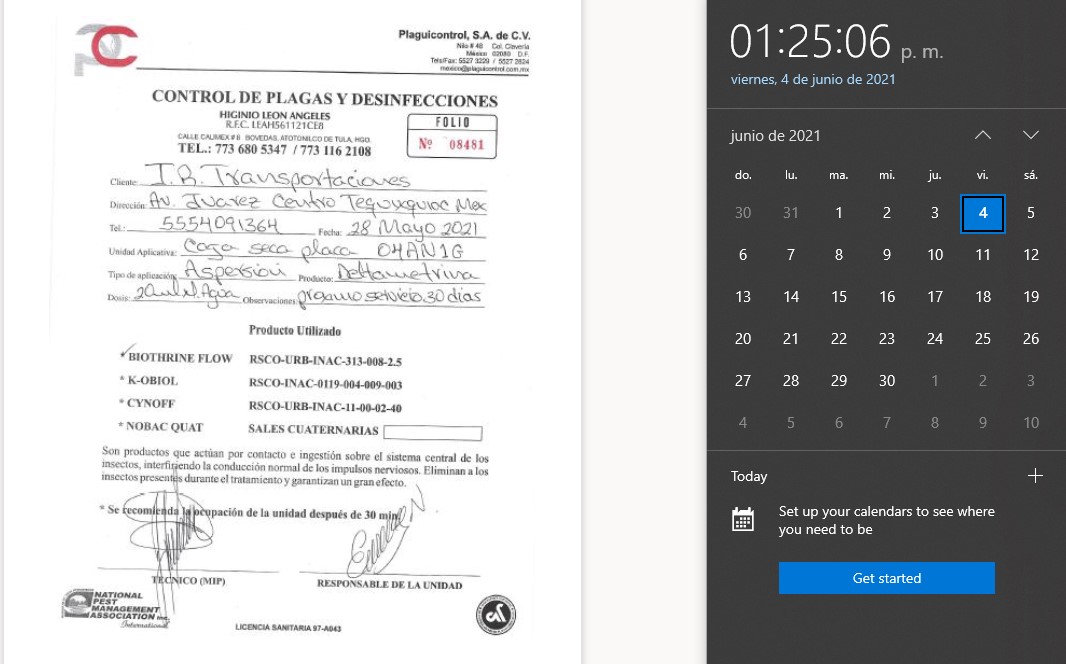 PC
Plaguicontrol, S.A. de C.V.
Nilo # 48 Col. Clavería
México 02080 D.F.
Tels/Fax: 5527 3229 / 5527 2824
mexico@plaguicontrol.com.mx
CONTROL DE PLAGAS Y DESINFECCIONES
HIGINIO LEON ANGELES
R.F.C. LEAH561121CE8
CALLE CALIMEX # 8 BOVEDAS, ATOTONILCO DE TULA, HGO.
TEL.: 773 680 5347 / 773 116 2108
FOLIO
Nº 08481
Cliente: I.R. Transportaciones
Dirección: Av. Juarez Centro Tequixquiac Mex
Tel.: 5554091364 Fecha: 28 Mayo 2021
Unidad Aplicativa: Caja seca placa 04AN1G
Tipo de aplicación: Aspersión Producto: Deltametrina
Dosis: Agua Observaciones: servicio 30 dias
Producto Utilizado
* BIOTHRINE FLOW RSCO-URB-INAC-313-008-2.5
* K-OBIOL RSCO-INAC-0119-004-009-003
* CYNOFF RSCO-URB-INAC-11-00-02-40
* NOBAC QUAT SALES CUATERNARIAS
Son productos que actúan por contacto e ingestión sobre el sistema central de los
insectos, interfiriendo la conducción normal de los impulsos nerviosos. Eliminan a los
insectos presentes durante el tratamiento y garantizan un gran efecto.
* Se recomienda la ocupación de la unidad después de 30 min.
TECNICO (MIP)
RESPONSABLE DE LA UNIDAD
NATIONAL
PEST
MANAGEMENT
ASSOCIATION Inc.
International
LICENCIA SANITARIA 97-A043
01:25:06 p. m.
viernes, 4 de junio de 2021
junio de 2021
do. lu. ma. mi. ju. vi. sá.
30 31 1 2 3 4 5
6 7 8 9 10 11 12
13 14 15 16 17 18 19
20 21 22 23 24 25 26
27 28 29 30 1 2 3
4 5 6 7 8 9 10
Today
Set up your calendars to see where
you need to be
Get started